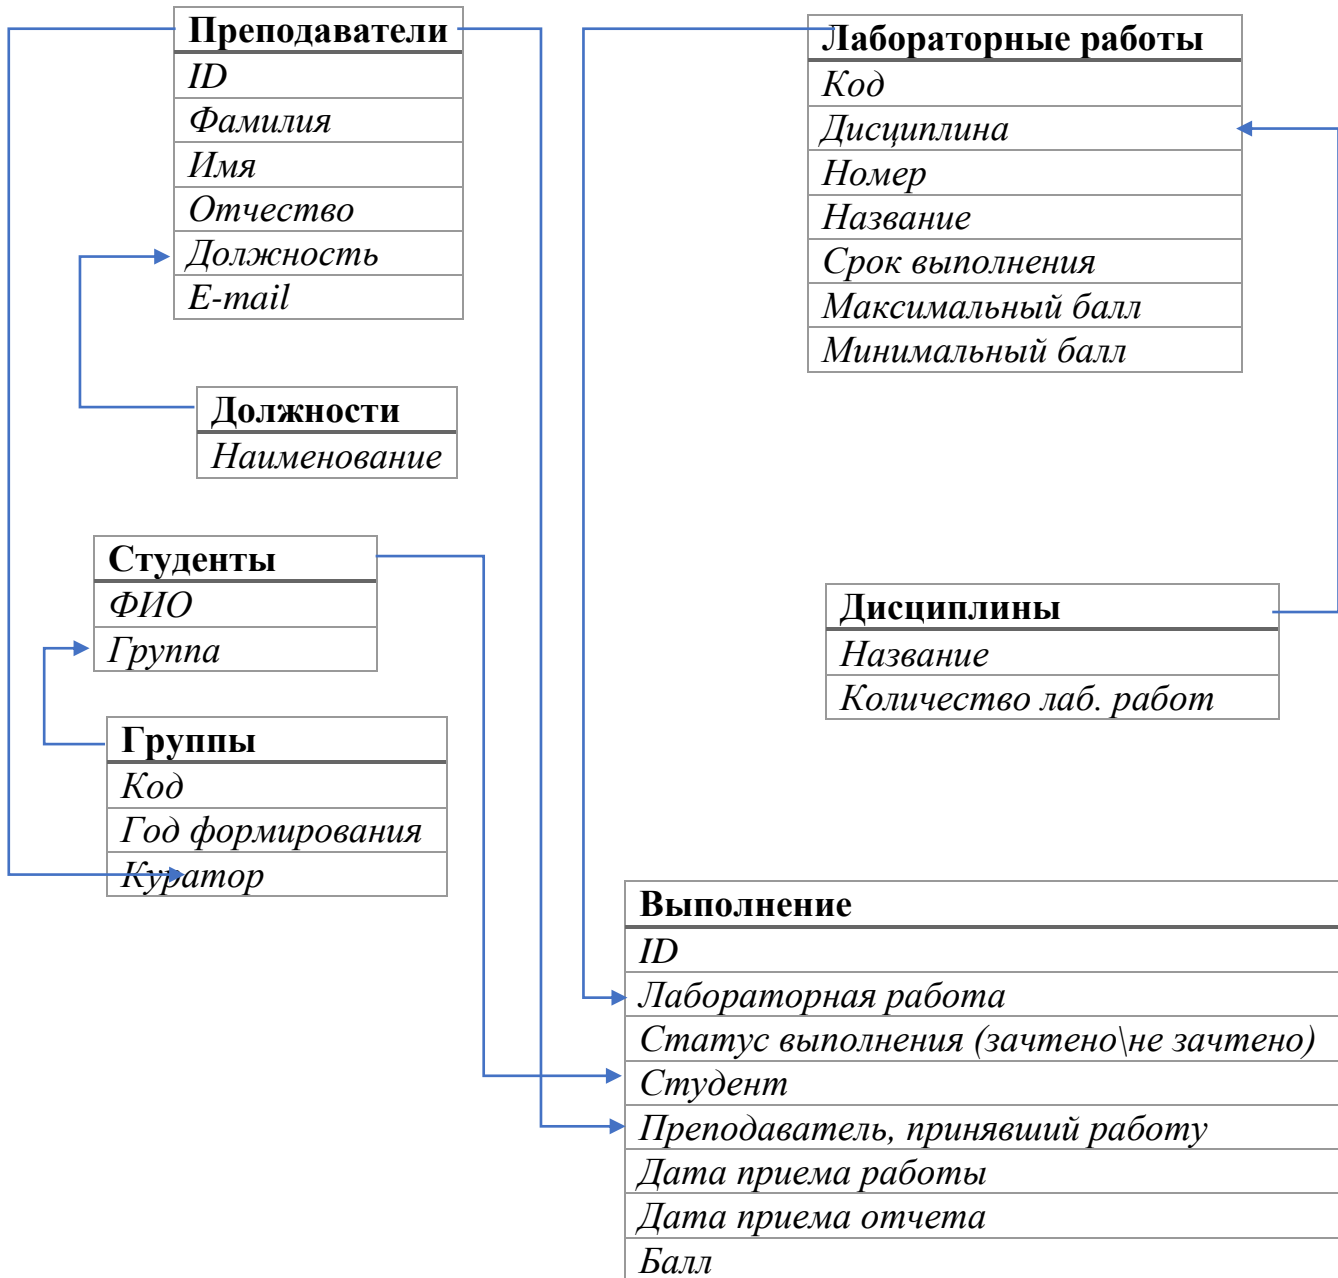 Преподаватели
ID
Фамилия
Имя
Отчество
Должность
E-mail
Должности
Наименование
Студенты
ФИО
Группа
Группы
Код
Год формирования
Куратор
Лабораторные работы
Код
Дисциплина
Номер
Название
Срок выполнения
Максимальный балл
Минимальный балл
Дисциплины
Название
Количество лаб. работ
Выполнение
ID
Лабораторная работа
Статус выполнения (зачтено\не зачтено)
Студент
Преподаватель, принявший работу
Дата приема работы
Дата приема отчета
Балл